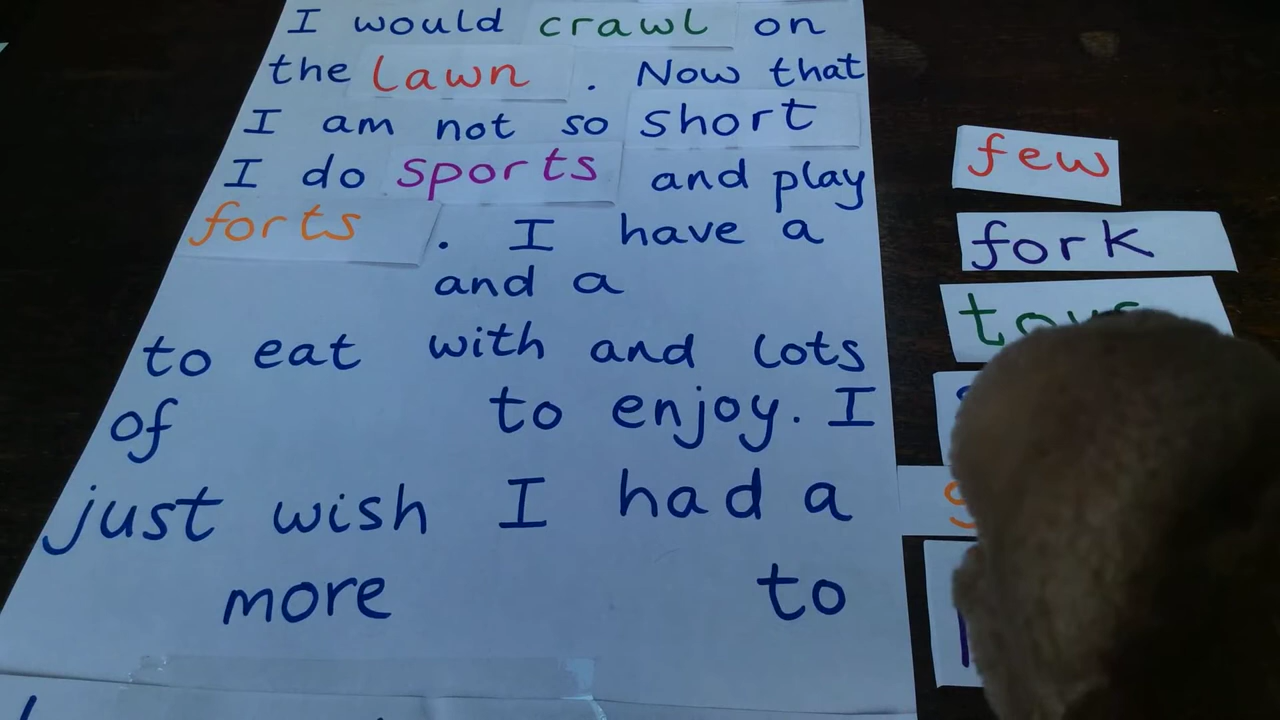 I would crawl on
the lawn . Now that
I am not so short
I do sports and play
forts . I have a
and a
to eat with and lots
of to enjoy. I
just wish I had a
more to
few
fork